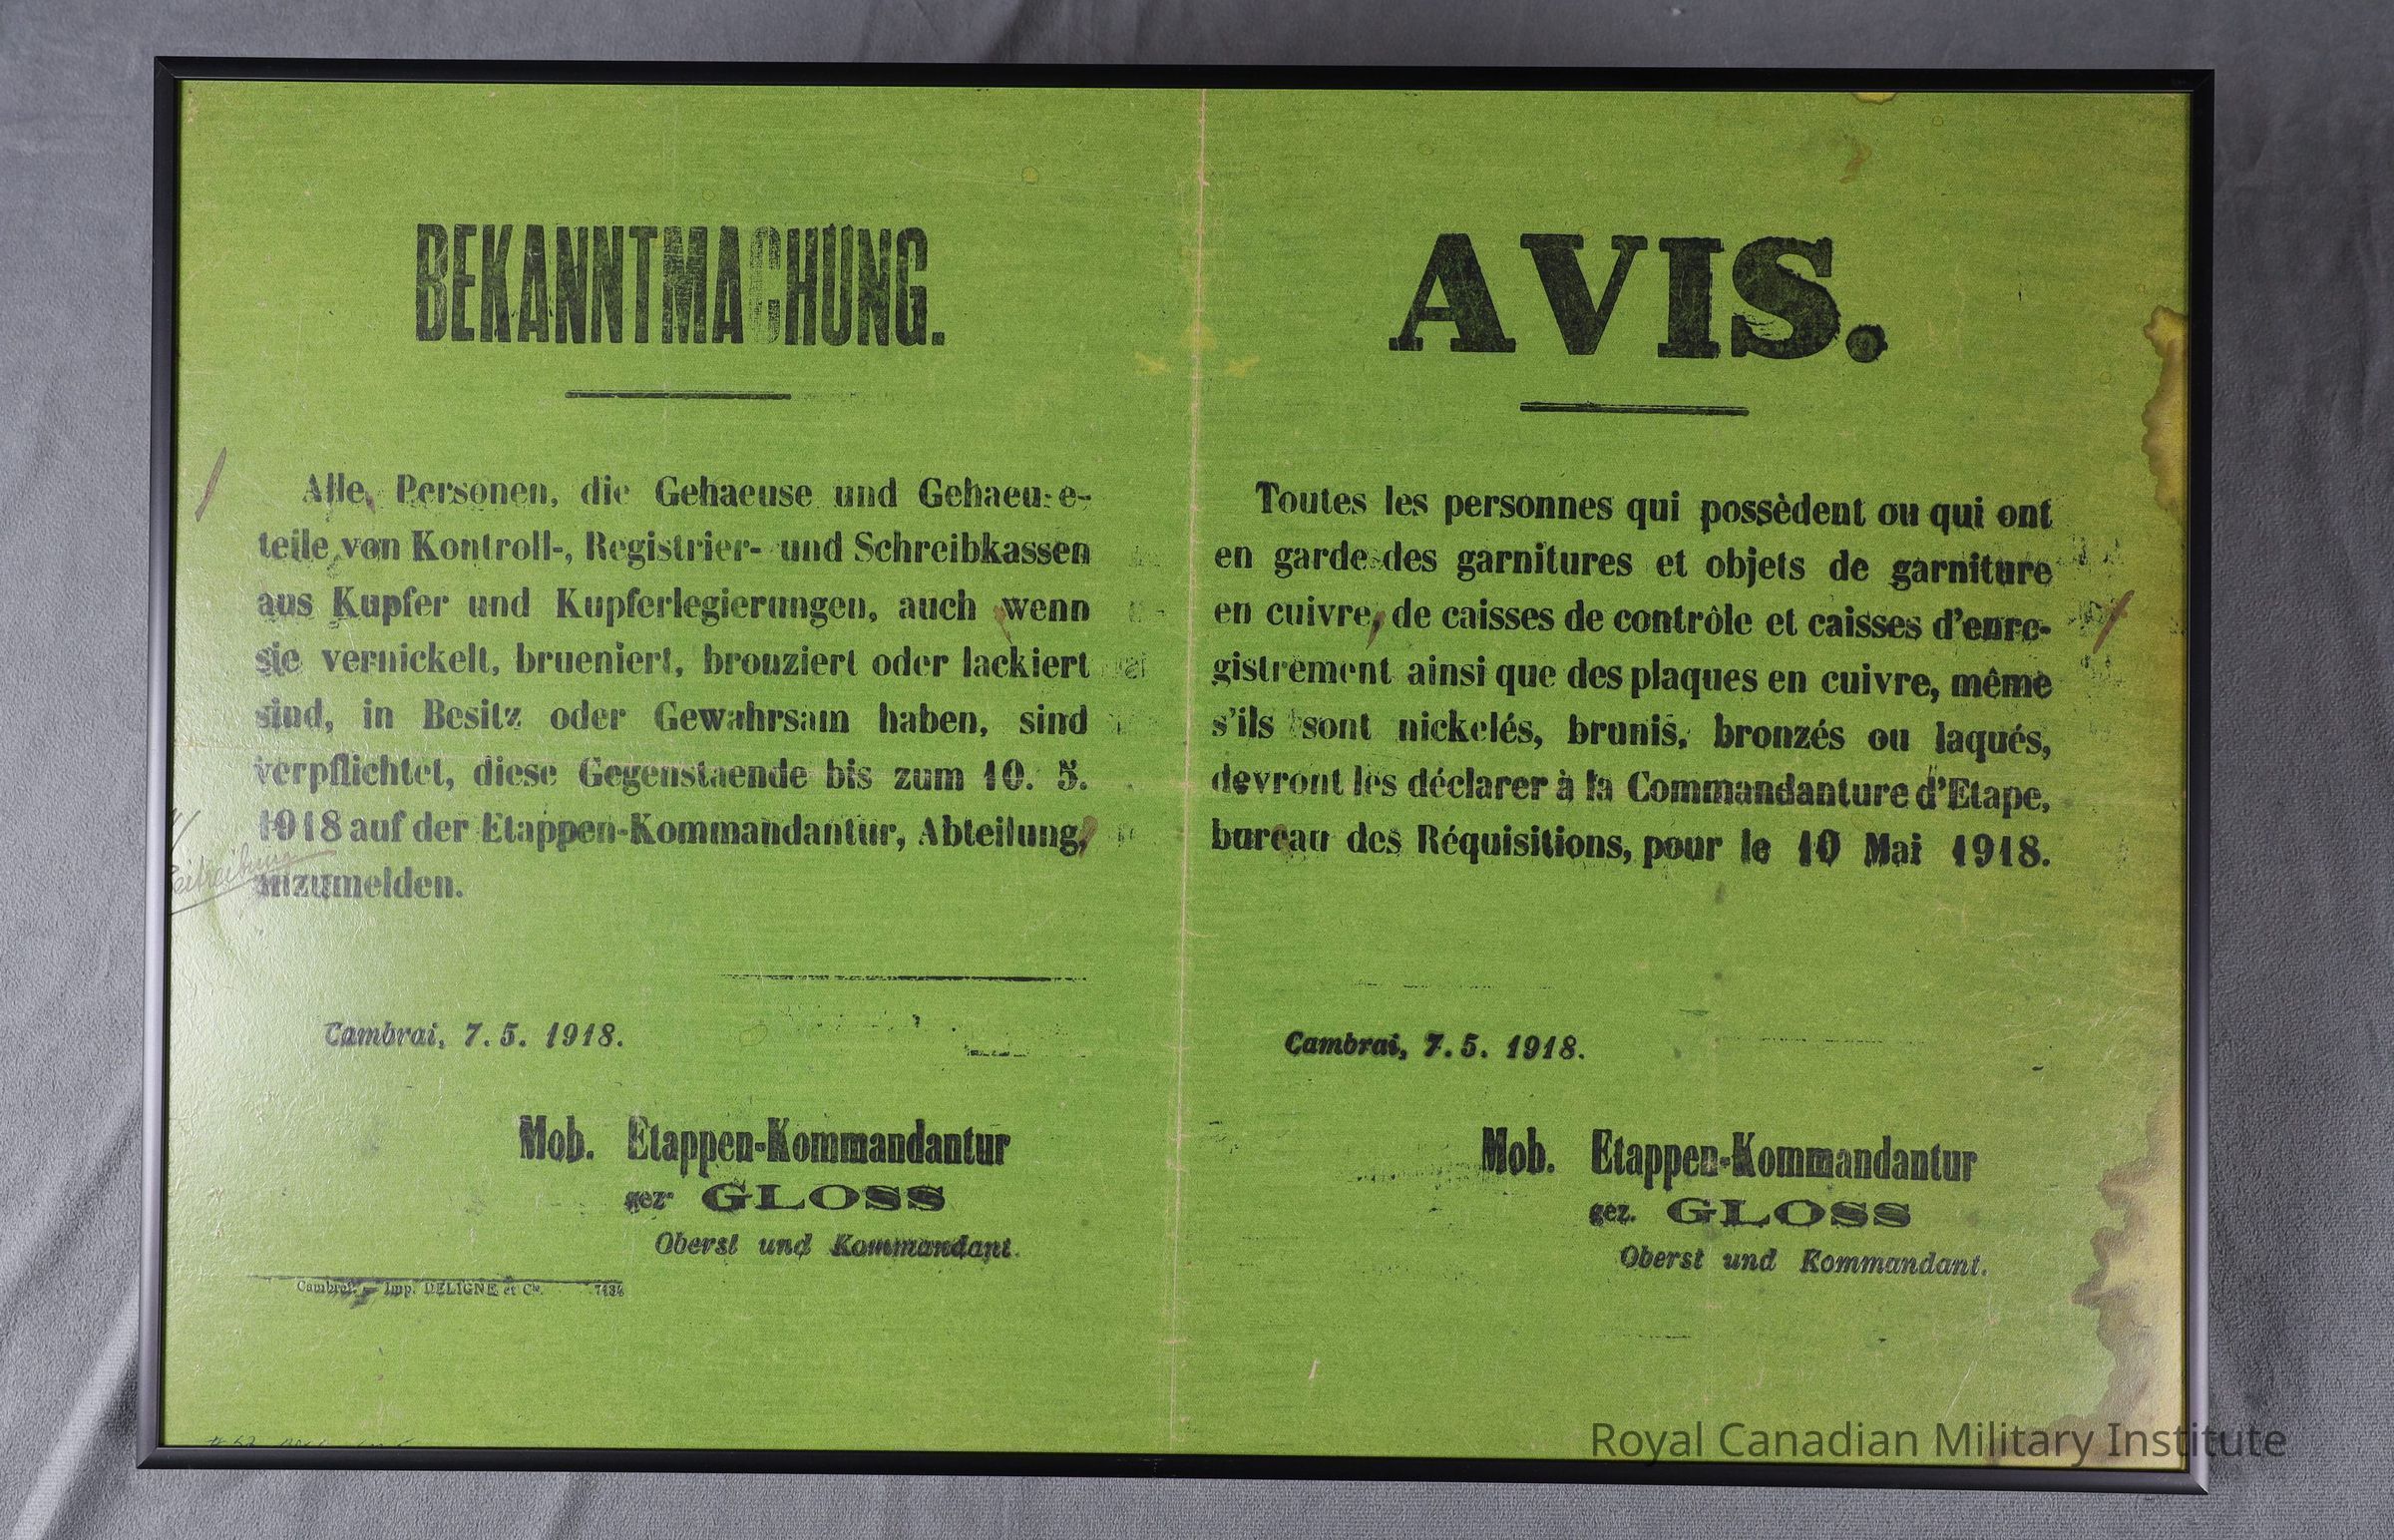 BEKANNTMACHUNG.
Alle Personen, die Gehaeuse und Gehaeuse-
teile von Kontroll-, Registrier- und Schreibkassen
aus Kupfer und Kupferlegierungen, auch wenn
sie vernickelt, brueniert, bronziert oder lackiert
sind, in Besitz oder Gewahrsam haben, sind
verpflichtet, diese Gegenstaende bis zum 10. 5.
1918 auf der Etappen-Kommandantur, Abteilung,
anzumelden.
Beitreibung
Cambrai, 7. 5. 1918.
Mob. Etappen-Kommandantur
gez. GLOSS
Oberst und Kommandant.
Cambrai. — Imp. DELIGNE et Cie.
AVIS.
Toutes les personnes qui possèdent ou qui ont
en garde des garnitures et objets de garniture
en cuivre, de caisses de contrôle et caisses d'enre-
gistrement ainsi que des plaques en cuivre, même
s'ils sont nickelés, brunis, bronzés ou laqués,
devront les déclarer à la Commandanture d'Etape,
bureau des Réquisitions, pour le 10 Mai 1918.
Cambrai, 7. 5. 1918.
Mob. Etappen-Kommandantur
gez. GLOSS
Oberst und Kommandant.
Royal Canadian Military Institute